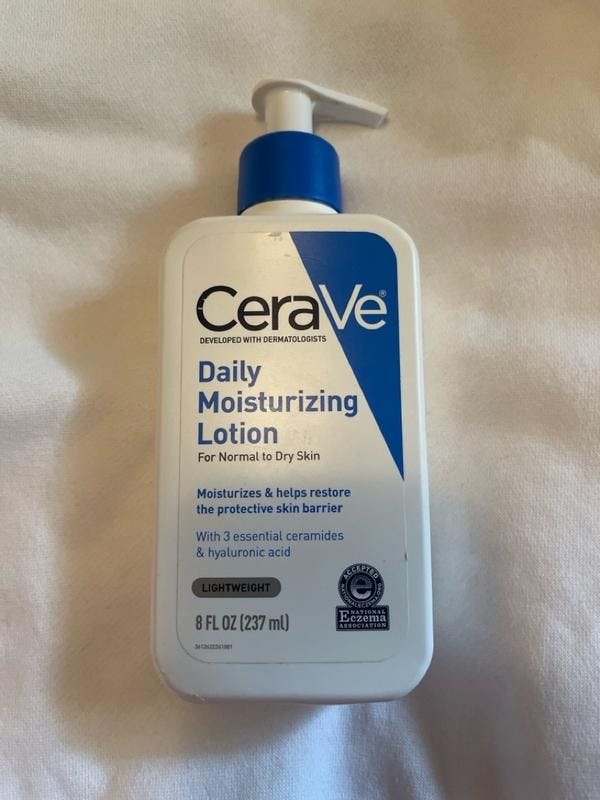 CeraVe®
DEVELOPED WITH DERMATOLOGISTS
Daily
Moisturizing
Lotion
For Normal to Dry Skin
Moisturizes & helps restore
the protective skin barrier
With 3 essential ceramides
& hyaluronic acid
LIGHTWEIGHT
8 FL OZ (237 ml)
ACCEPTED
e
NATIONAL
Eczema
ASSOCIATION